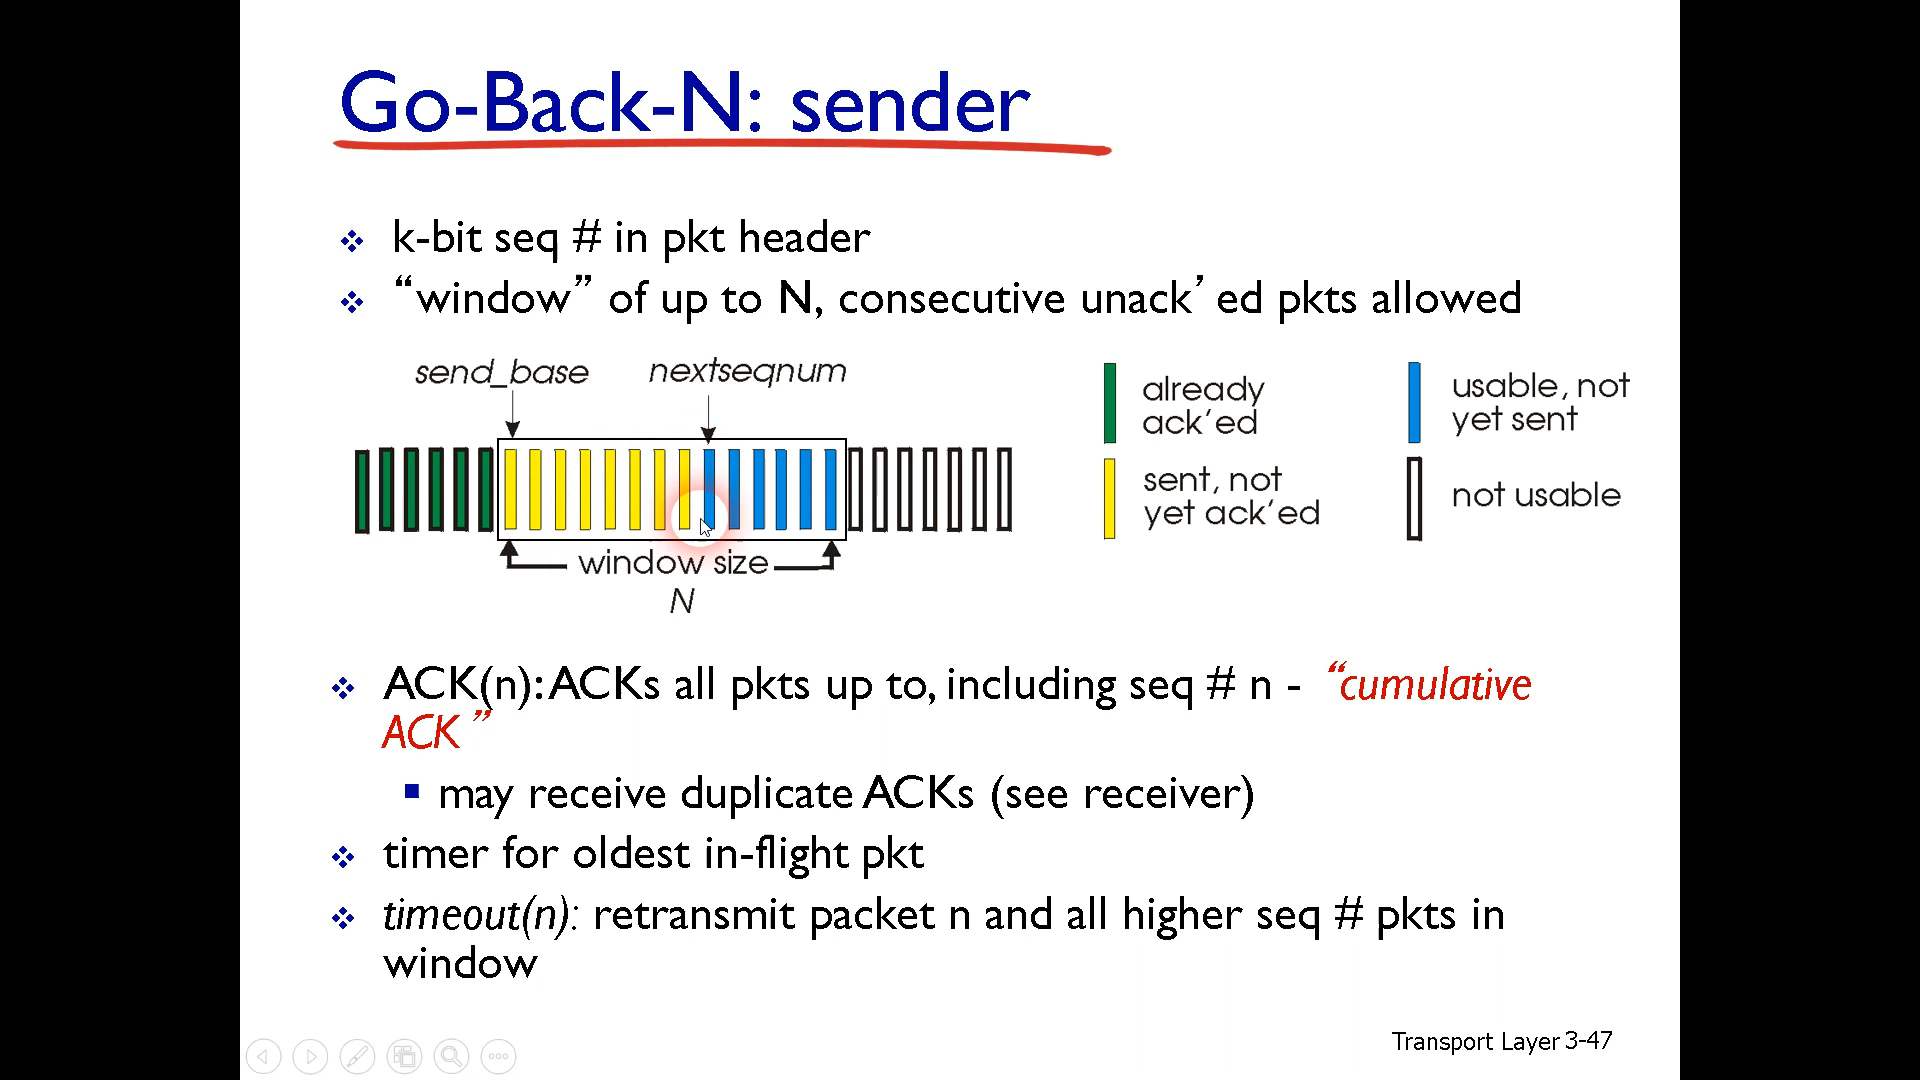 Go-Back-N: sender
k-bit seq # in pkt header
“window” of up to N, consecutive unack’ed pkts allowed
send_base
nextseqnum
already
ack’ed
usable, not
yet sent
sent, not
yet ack’ed
not usable
window size
N
ACK(n): ACKs all pkts up to, including seq # n - “cumulative
ACK”
may receive duplicate ACKs (see receiver)
timer for oldest in-flight pkt
timeout(n): retransmit packet n and all higher seq # pkts in
window
Transport Layer 3-47